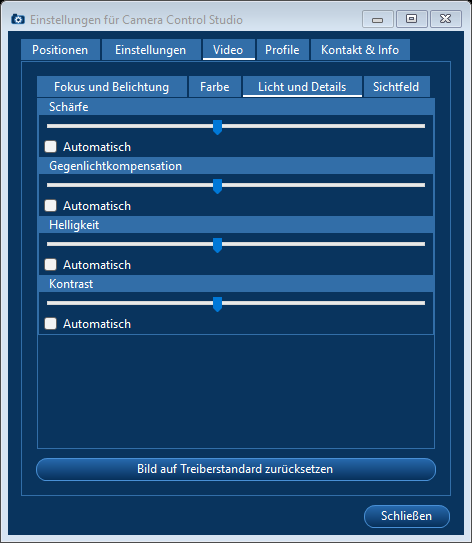 Einstellungen für Camera Control Studio
Positionen Einstellungen Video Profile Kontakt & Info
Fokus und Belichtung Farbe Licht und Details Sichtfeld
Schärfe
Automatisch
Gegenlichtkompensation
Automatisch
Helligkeit
Automatisch
Kontrast
Automatisch
Bild auf Treiberstandard zurücksetzen
Schließen